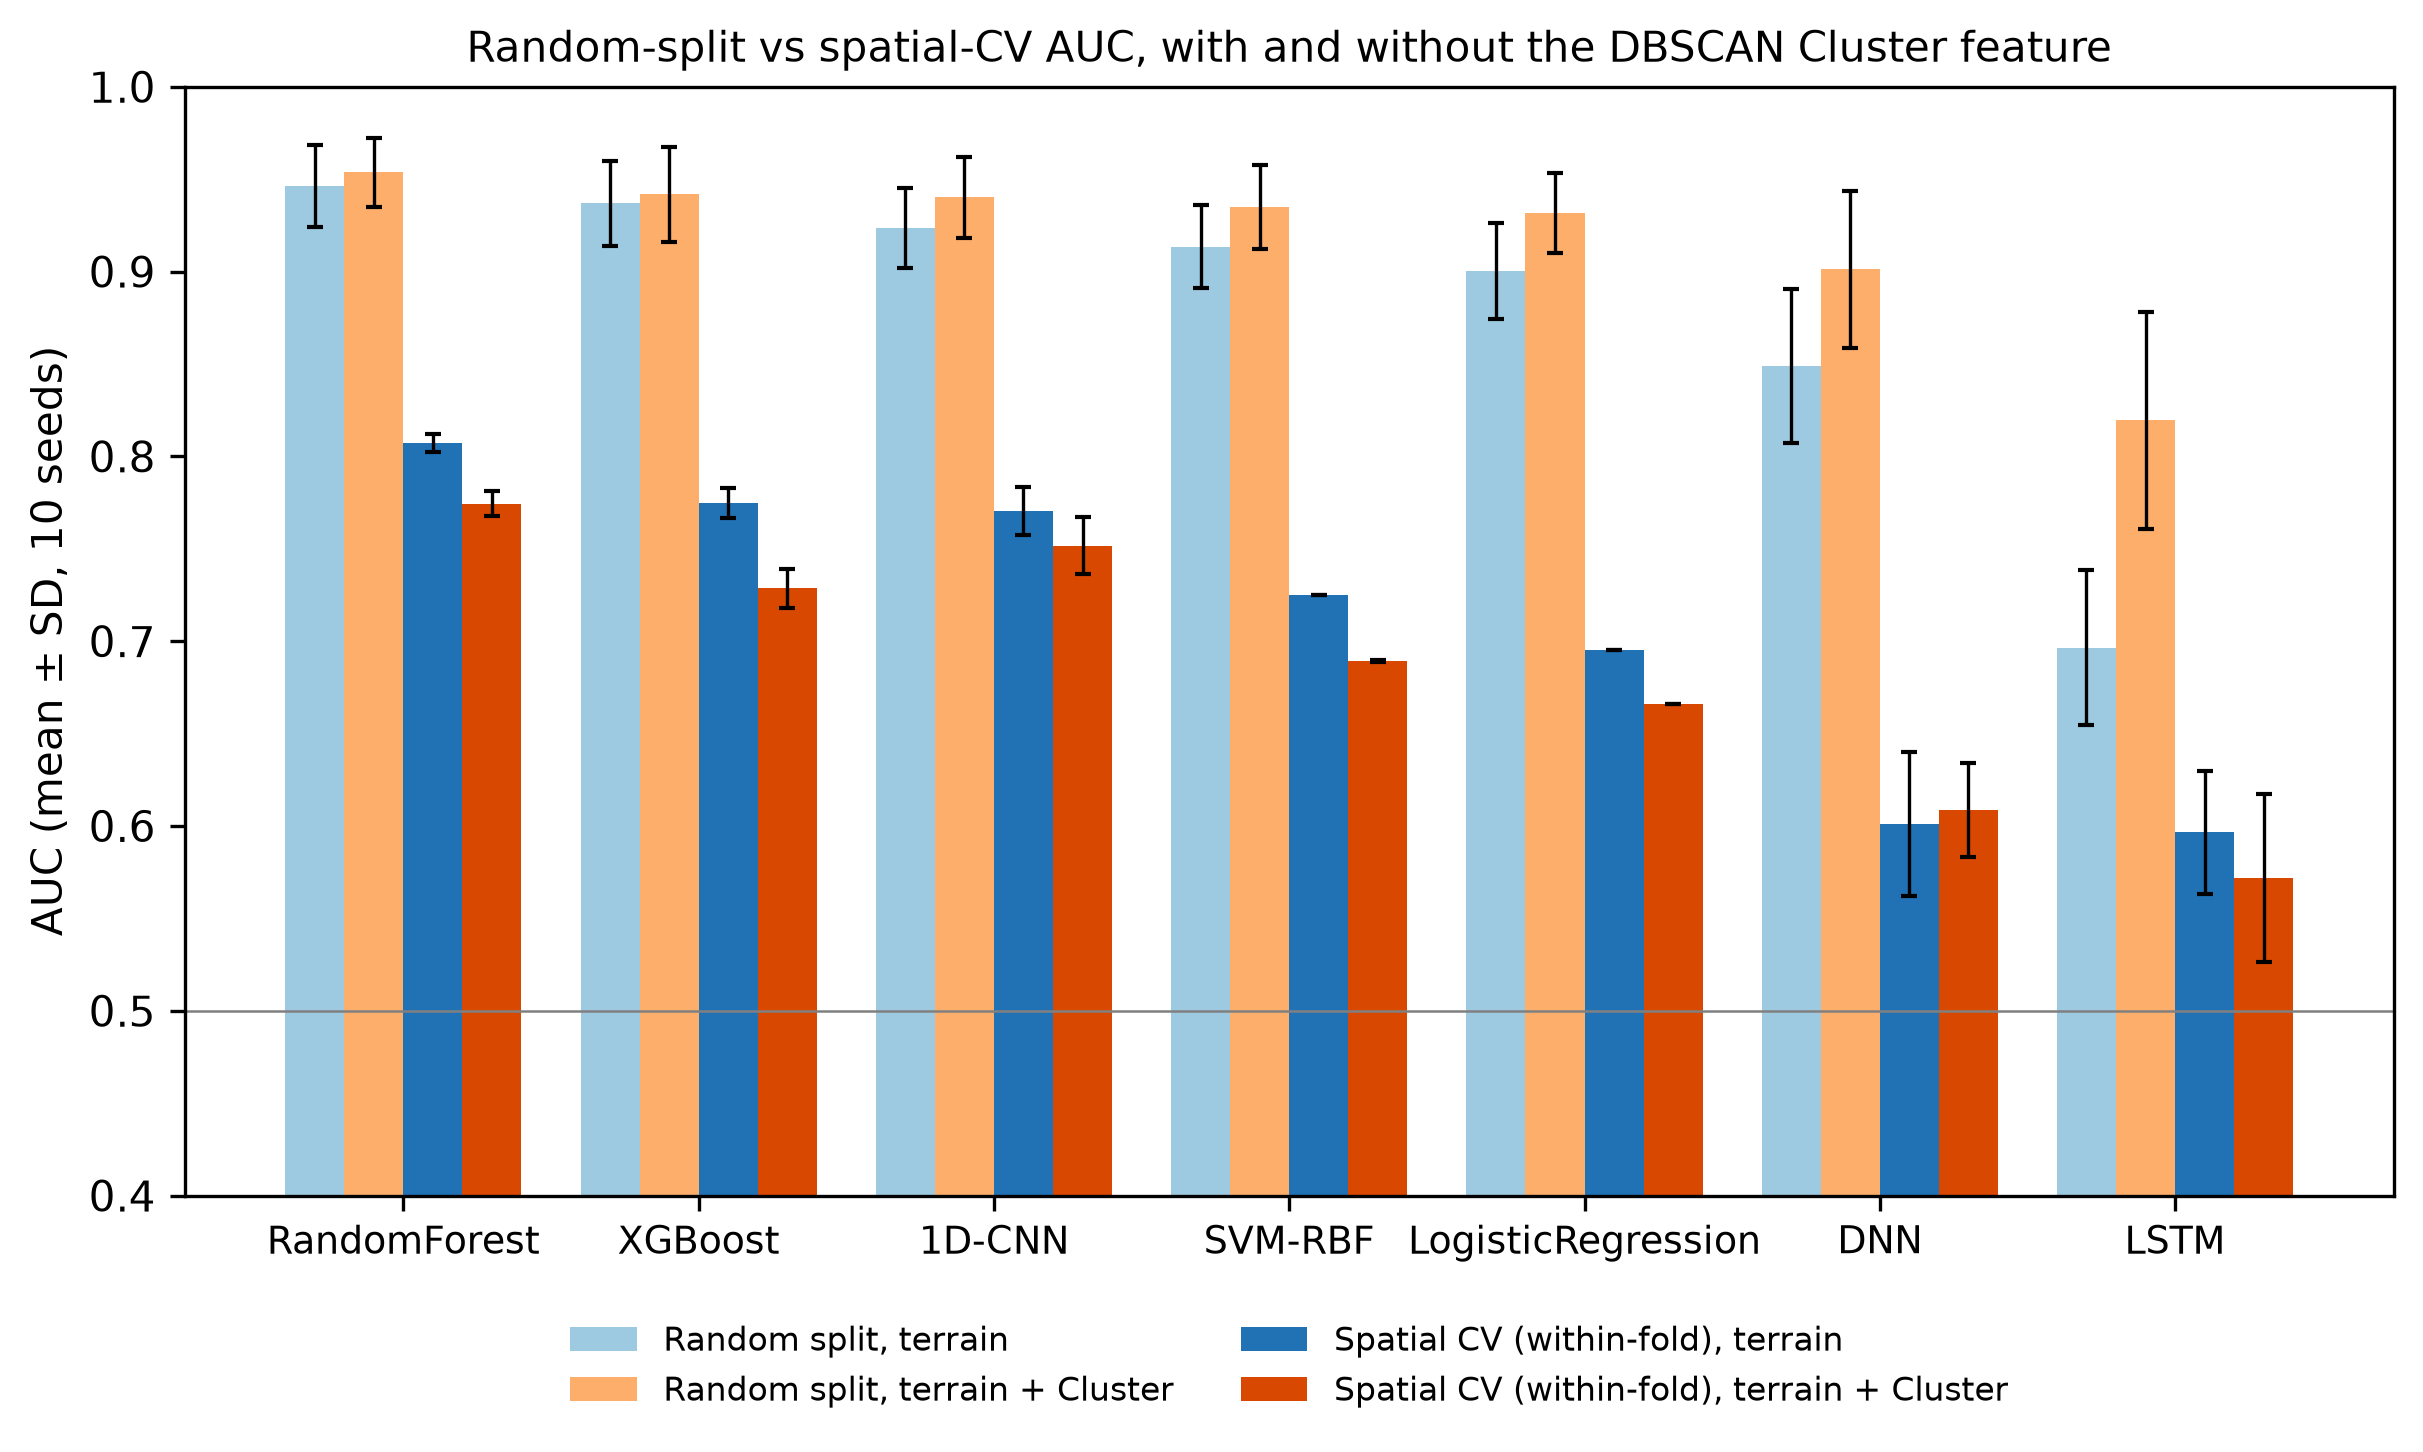 Random-split vs spatial-CV AUC, with and without the DBSCAN Cluster feature
AUC (mean ± SD, 10 seeds)
1.0
0.9
0.8
0.7
0.6
0.5
0.4
RandomForest
XGBoost
1D-CNN
SVM-RBF
LogisticRegression
DNN
LSTM
Random split, terrain
Random split, terrain + Cluster
Spatial CV (within-fold), terrain
Spatial CV (within-fold), terrain + Cluster